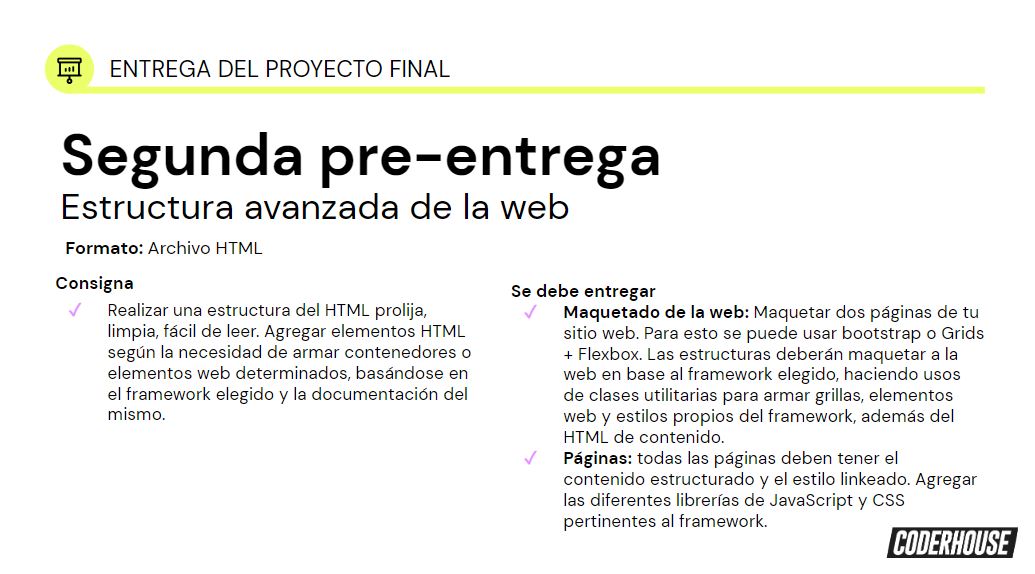 ENTREGA DEL PROYECTO FINAL
Segunda pre-entrega
Estructura avanzada de la web
Formato: Archivo HTML
Consigna
Realizar una estructura del HTML prolija,
limpia, fácil de leer. Agregar elementos HTML
según la necesidad de armar contenedores o
elementos web determinados, basándose en
el framework elegido y la documentación del
mismo.
Se debe entregar
Maquetado de la web: Maquetar dos páginas de tu
sitio web. Para esto se puede usar bootstrap o Grids
+ Flexbox. Las estructuras deberán maquetar a la
web en base al framework elegido, haciendo usos
de clases utilitarias para armar grillas, elementos
web y estilos propios del framework, además del
HTML de contenido.
Páginas: todas las páginas deben tener el
contenido estructurado y el estilo linkeado. Agregar
las diferentes librerías de JavaScript y CSS
pertinentes al framework.
CODERHOUSE